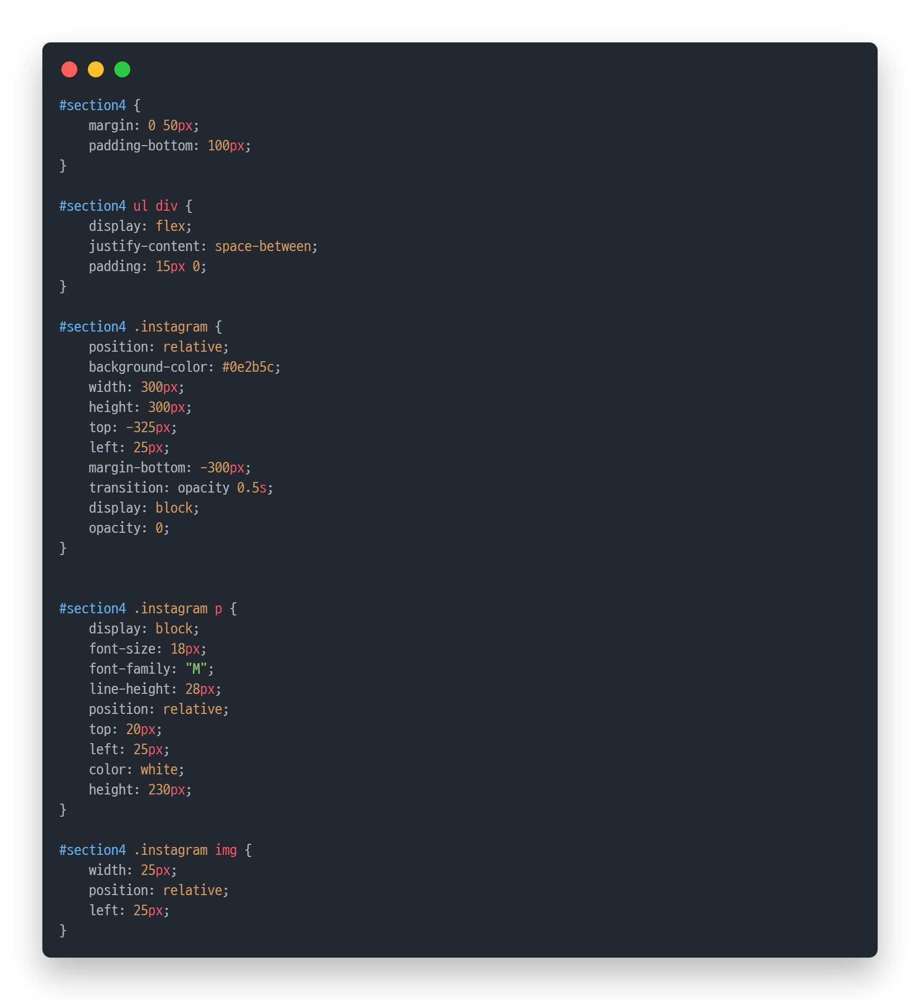 #section4 {
    margin: 0 50px;
    padding-bottom: 100px;
}

#section4 ul div {
    display: flex;
    justify-content: space-between;
    padding: 15px 0;
}

#section4 .instagram {
    position: relative;
    background-color: #0e2b5c;
    width: 300px;
    height: 300px;
    top: -325px;
    left: 25px;
    margin-bottom: -300px;
    transition: opacity 0.5s;
    display: block;
    opacity: 0;
}


#section4 .instagram p {
    display: block;
    font-size: 18px;
    font-family: "M";
    line-height: 28px;
    position: relative;
    top: 20px;
    left: 25px;
    color: white;
    height: 230px;
}

#section4 .instagram img {
    width: 25px;
    position: relative;
    left: 25px;
}